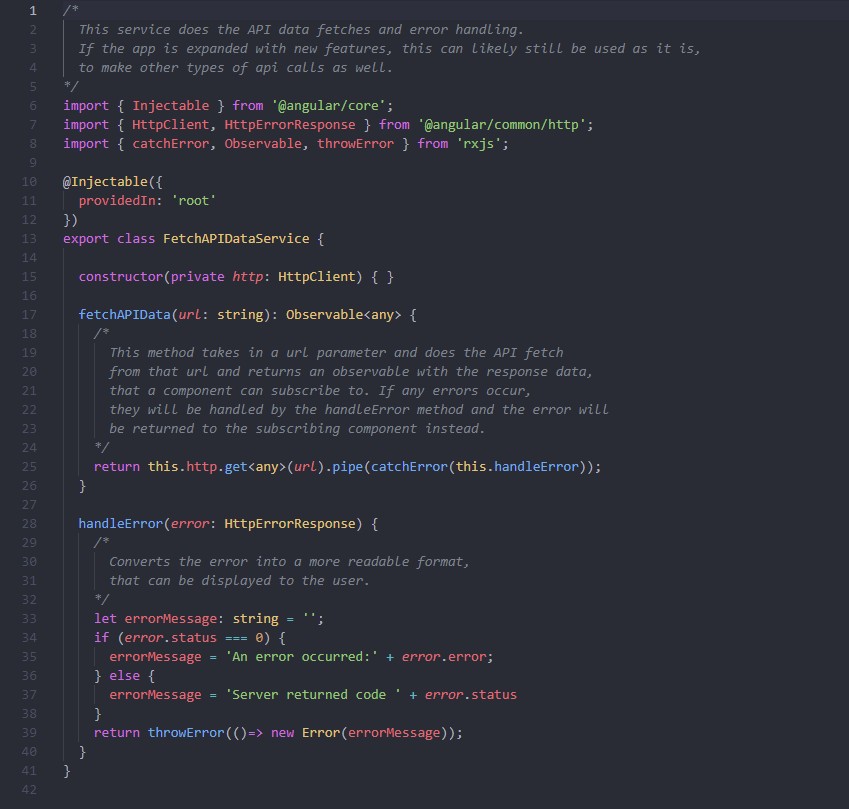 1 /*
2 This service does the API data fetches and error handling.
3 If the app is expanded with new features, this can likely still be used as it is,
4 to make other types of api calls as well.
5 */
6 import { Injectable } from '@angular/core';
7 import { HttpClient, HttpErrorResponse } from '@angular/common/http';
8 import { catchError, Observable, throwError } from 'rxjs';
9
10 @Injectable({
11 providedIn: 'root'
12 })
13 export class FetchAPIDataService {
14
15 constructor(private http: HttpClient) { }
16
17 fetchAPIData(url: string): Observable<any> {
18 /*
19 This method takes in a url parameter and does the API fetch
20 from that url and returns an observable with the response data,
21 that a component can subscribe to. If any errors occur,
22 they will be handled by the handleError method and the error will
23 be returned to the subscribing component instead.
24 */
25 return this.http.get<any>(url).pipe(catchError(this.handleError));
26 }
27
28 handleError(error: HttpErrorResponse) {
29 /*
30 Converts the error into a more readable format,
31 that can be displayed to the user.
32 */
33 let errorMessage: string = '';
34 if (error.status === 0) {
35 errorMessage = 'An error occurred:' + error.error;
36 } else {
37 errorMessage = 'Server returned code ' + error.status
38 }
39 return throwError(()=> new Error(errorMessage));
40 }
41 }
42